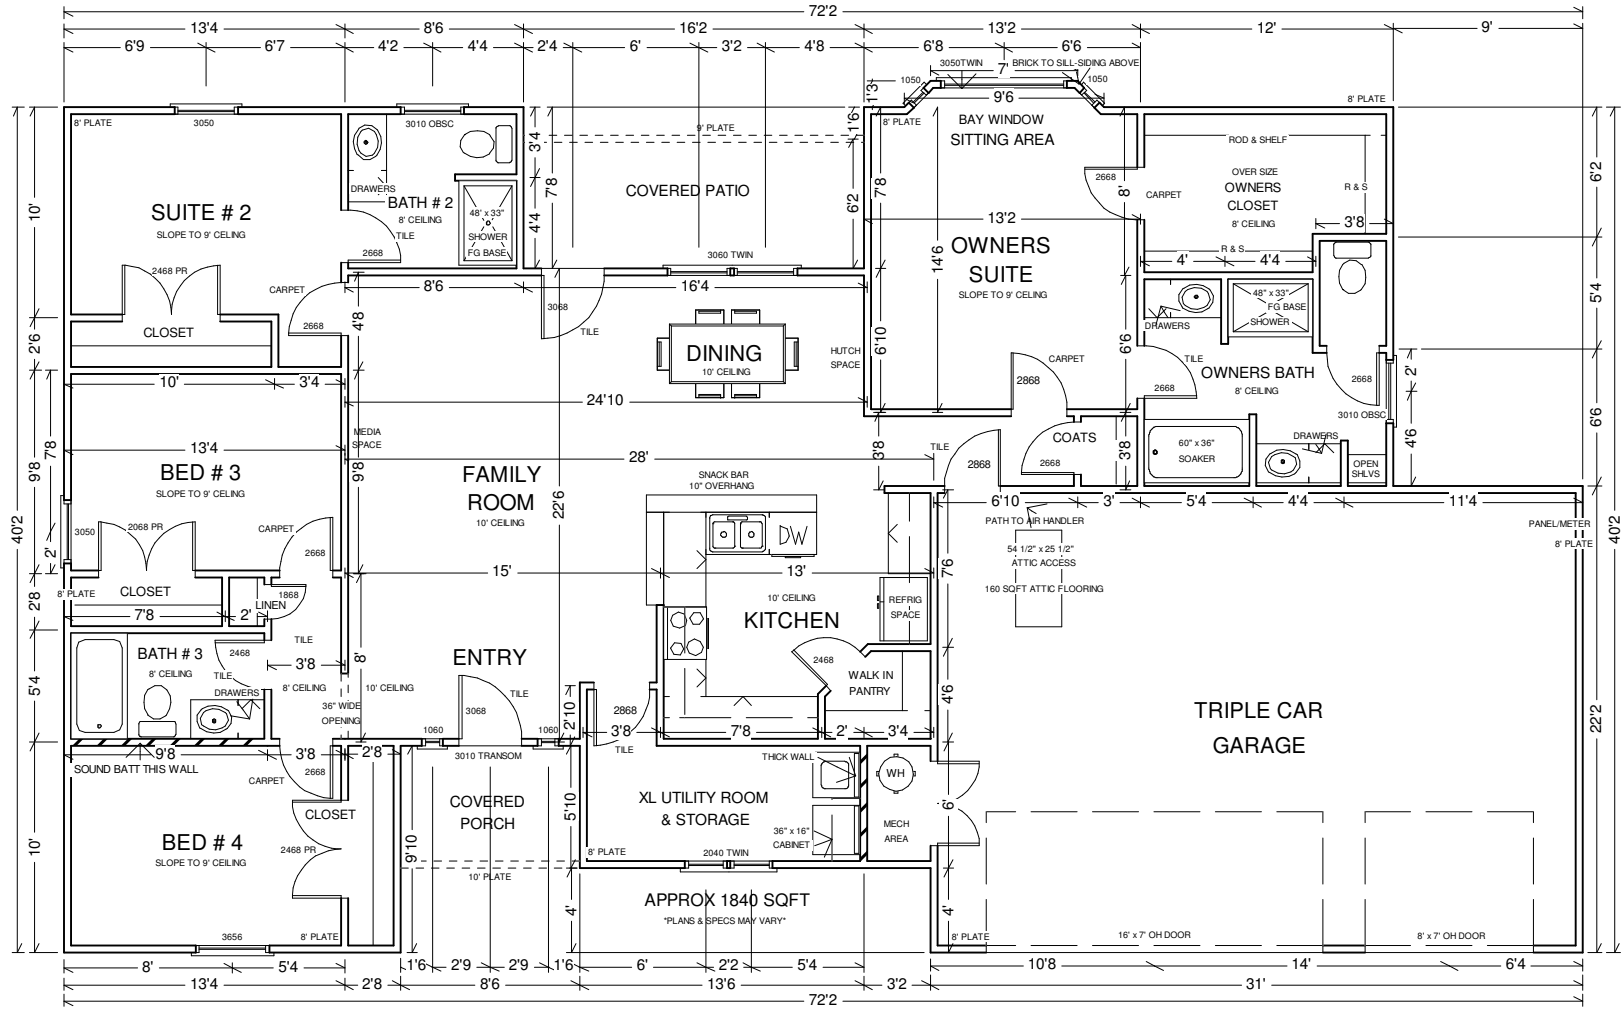 72'2
13'4 8'6 16'2 13'2 12' 9'
6'9 6'7 4'2 4'4 2'4 6' 3'2 4'8 6'8 6'6
3050TWIN 7' BRICK TO SILL-SIDING ABOVE
1050 1050
1'3 9'6
8' PLATE
8' PLATE 3050 3010 OBSC 9' PLATE 1'6 8' PLATE BAY WINDOW
SITTING AREA
ROD & SHELF
3'4 7'8 4'4 6'2 7'8 14'6 8' 6'2
OVER SIZE
OWNERS
CLOSET
8' CEILING
R & S
CARPET
2668
3'8
DRAWERS
BATH # 2
8' CEILING
TILE
2668
48' x 33"
SHOWER
FG BASE
COVERED PATIO
SUITE # 2
SLOPE TO 9' CELING
10'
13'2
OWNERS
SUITE
SLOPE TO 9' CELING
R & S
4' 4'4
3060 TWIN
2468 PR
CARPET
2668
CLOSET
2'6
8'6 16'4
4'8
3068
TILE
DINING
10' CEILING
HUTCH
SPACE
6'10 6'6
48" x 33"
FG BASE
SHOWER
DRAWERS
5'4
TILE
2668
OWNERS BATH
8' CEILING
2668
2'
3010 OBSC
4'6
6'6
CARPET
2868
10' 3'4
24'10
13'4
BED # 3
SLOPE TO 9' CELING
7'8 9'8
40'2
MEDIA
SPACE
9'8
28'
FAMILY
ROOM
10' CEILING
22'6
SNACK BAR
10" OVERHANG
3'8
TILE
2868
COATS
2668
3'8
60" x 36"
SOAKER
DRAWERS
OPEN
SHLVS
6'10 3' 5'4 4'4 11'4
PATH TO AIR HANDLER
PANEL/METER
8' PLATE
40'2
54 1/2" x 25 1/2"
ATTIC ACCESS
160 SQFT ATTIC FLOORING
3050
2068 PR
CARPET
2668
2'
DW
15' 13'
7'6
10' CEILING
KITCHEN
REFRIG
SPACE
8' PLATE
CLOSET
1868
LINEN
2'8
7'8 2'
TILE
BATH # 3
8' CEILING
2468
TILE
DRAWERS
3'8
8' CEILING
5'4
8'
10' CEILING
36" WIDE
OPENING
ENTRY
TILE
3068
2468
WALK IN
PANTRY
4'6
2868
2'10
TRIPLE CAR
GARAGE
22'2
1060 1060
3'8 7'8 2' 3'4
TILE
9'8 3'8 2'8
SOUND BATT THIS WALL
CARPET
2668
3010 TRANSOM
THICK WALL
WH
6'
COVERED
PORCH
XL UTILITY ROOM
& STORAGE
36" x 16"
CABINET
MECH
AREA
CLOSET
BED # 4
SLOPE TO 9' CEILING
2468 PR
10'
9'10
5'10
8' PLATE
2040 TWIN
10' PLATE
APPROX 1840 SQFT
*PLANS & SPECS MAY VARY*
4' 4'
3656
8' PLATE
8' PLATE
16' x 7' OH DOOR
8' x 7' OH DOOR
8' 5'4 1'6 2'9 2'9 1'6 6' 2'2 5'4 10'8 14' 6'4
13'4 2'8 8'6 13'6 3'2 31'
72'2